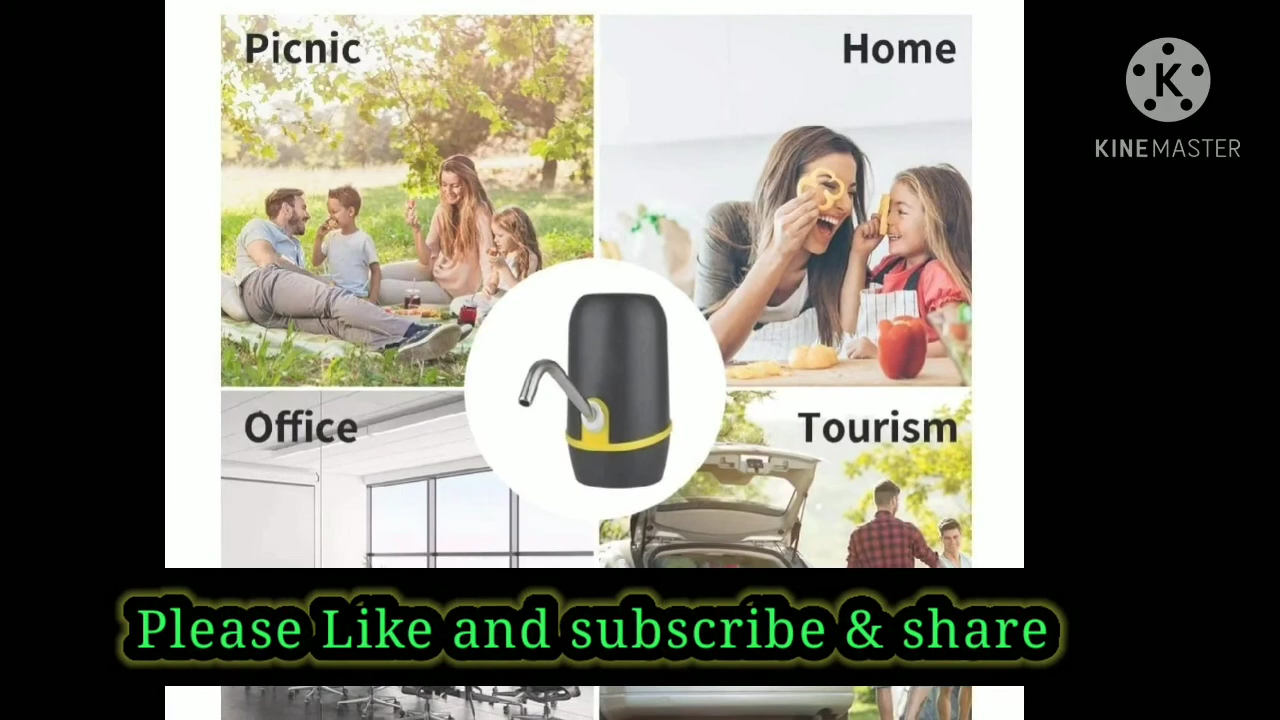 Picnic
Home
K
KINEMASTER
Office
Tourism
Please Like and subscribe & share